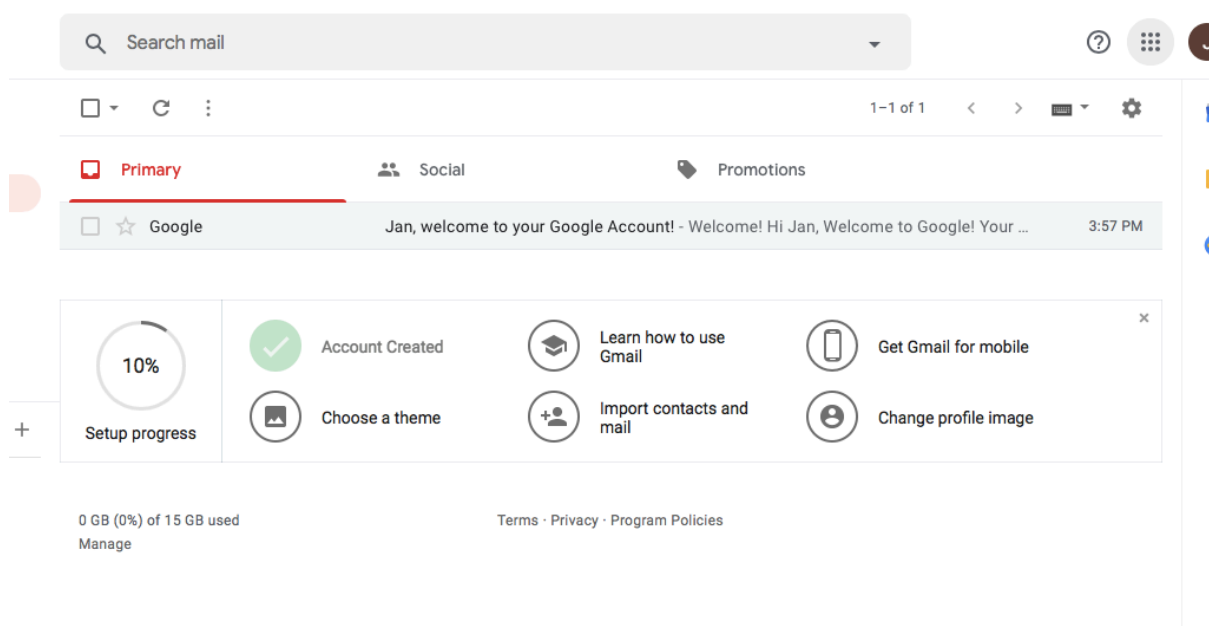 Search mail
1–1 of 1
Primary
Social
Promotions
Google
Jan, welcome to your Google Account! - Welcome! Hi Jan, Welcome to Google! Your ...
3:57 PM
10%
Setup progress
Account Created
Learn how to use
Gmail
Get Gmail for mobile
Choose a theme
Import contacts and
mail
Change profile image
0 GB (0%) of 15 GB used
Manage
Terms · Privacy · Program Policies